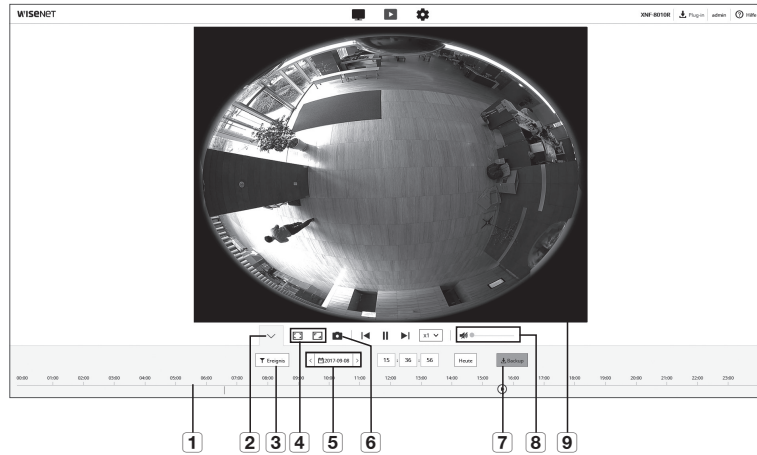 WISENET XNF-8010R Plug-in admin Hilfe
x1
Ereignis 2017-09-08 15 : 36 : 56 Heute Backup
00:00 01:00 02:00 03:00 04:00 05:00 06:00 07:00 08:00 09:00 10:00 11:00 12:00 13:00 14:00 15:00 16:00 17:00 18:00 19:00 20:00 21:00 22:00 23:00
1 2 3 4 5 6 7 8 9